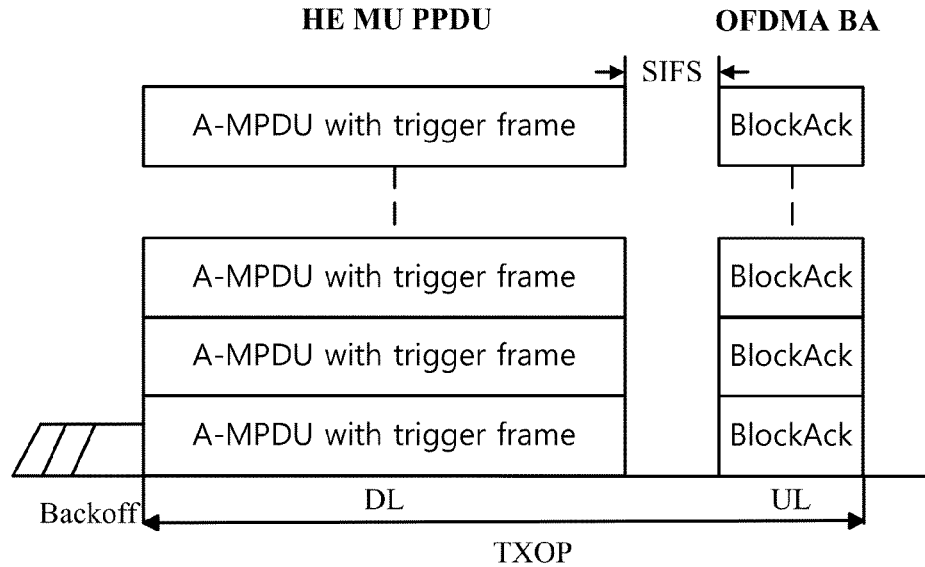 HE MU PPDU
OFDMA BA
SIFS
A-MPDU with trigger frame
BlockAck
A-MPDU with trigger frame
BlockAck
A-MPDU with trigger frame
BlockAck
A-MPDU with trigger frame
BlockAck
Backoff
DL
UL
TXOP